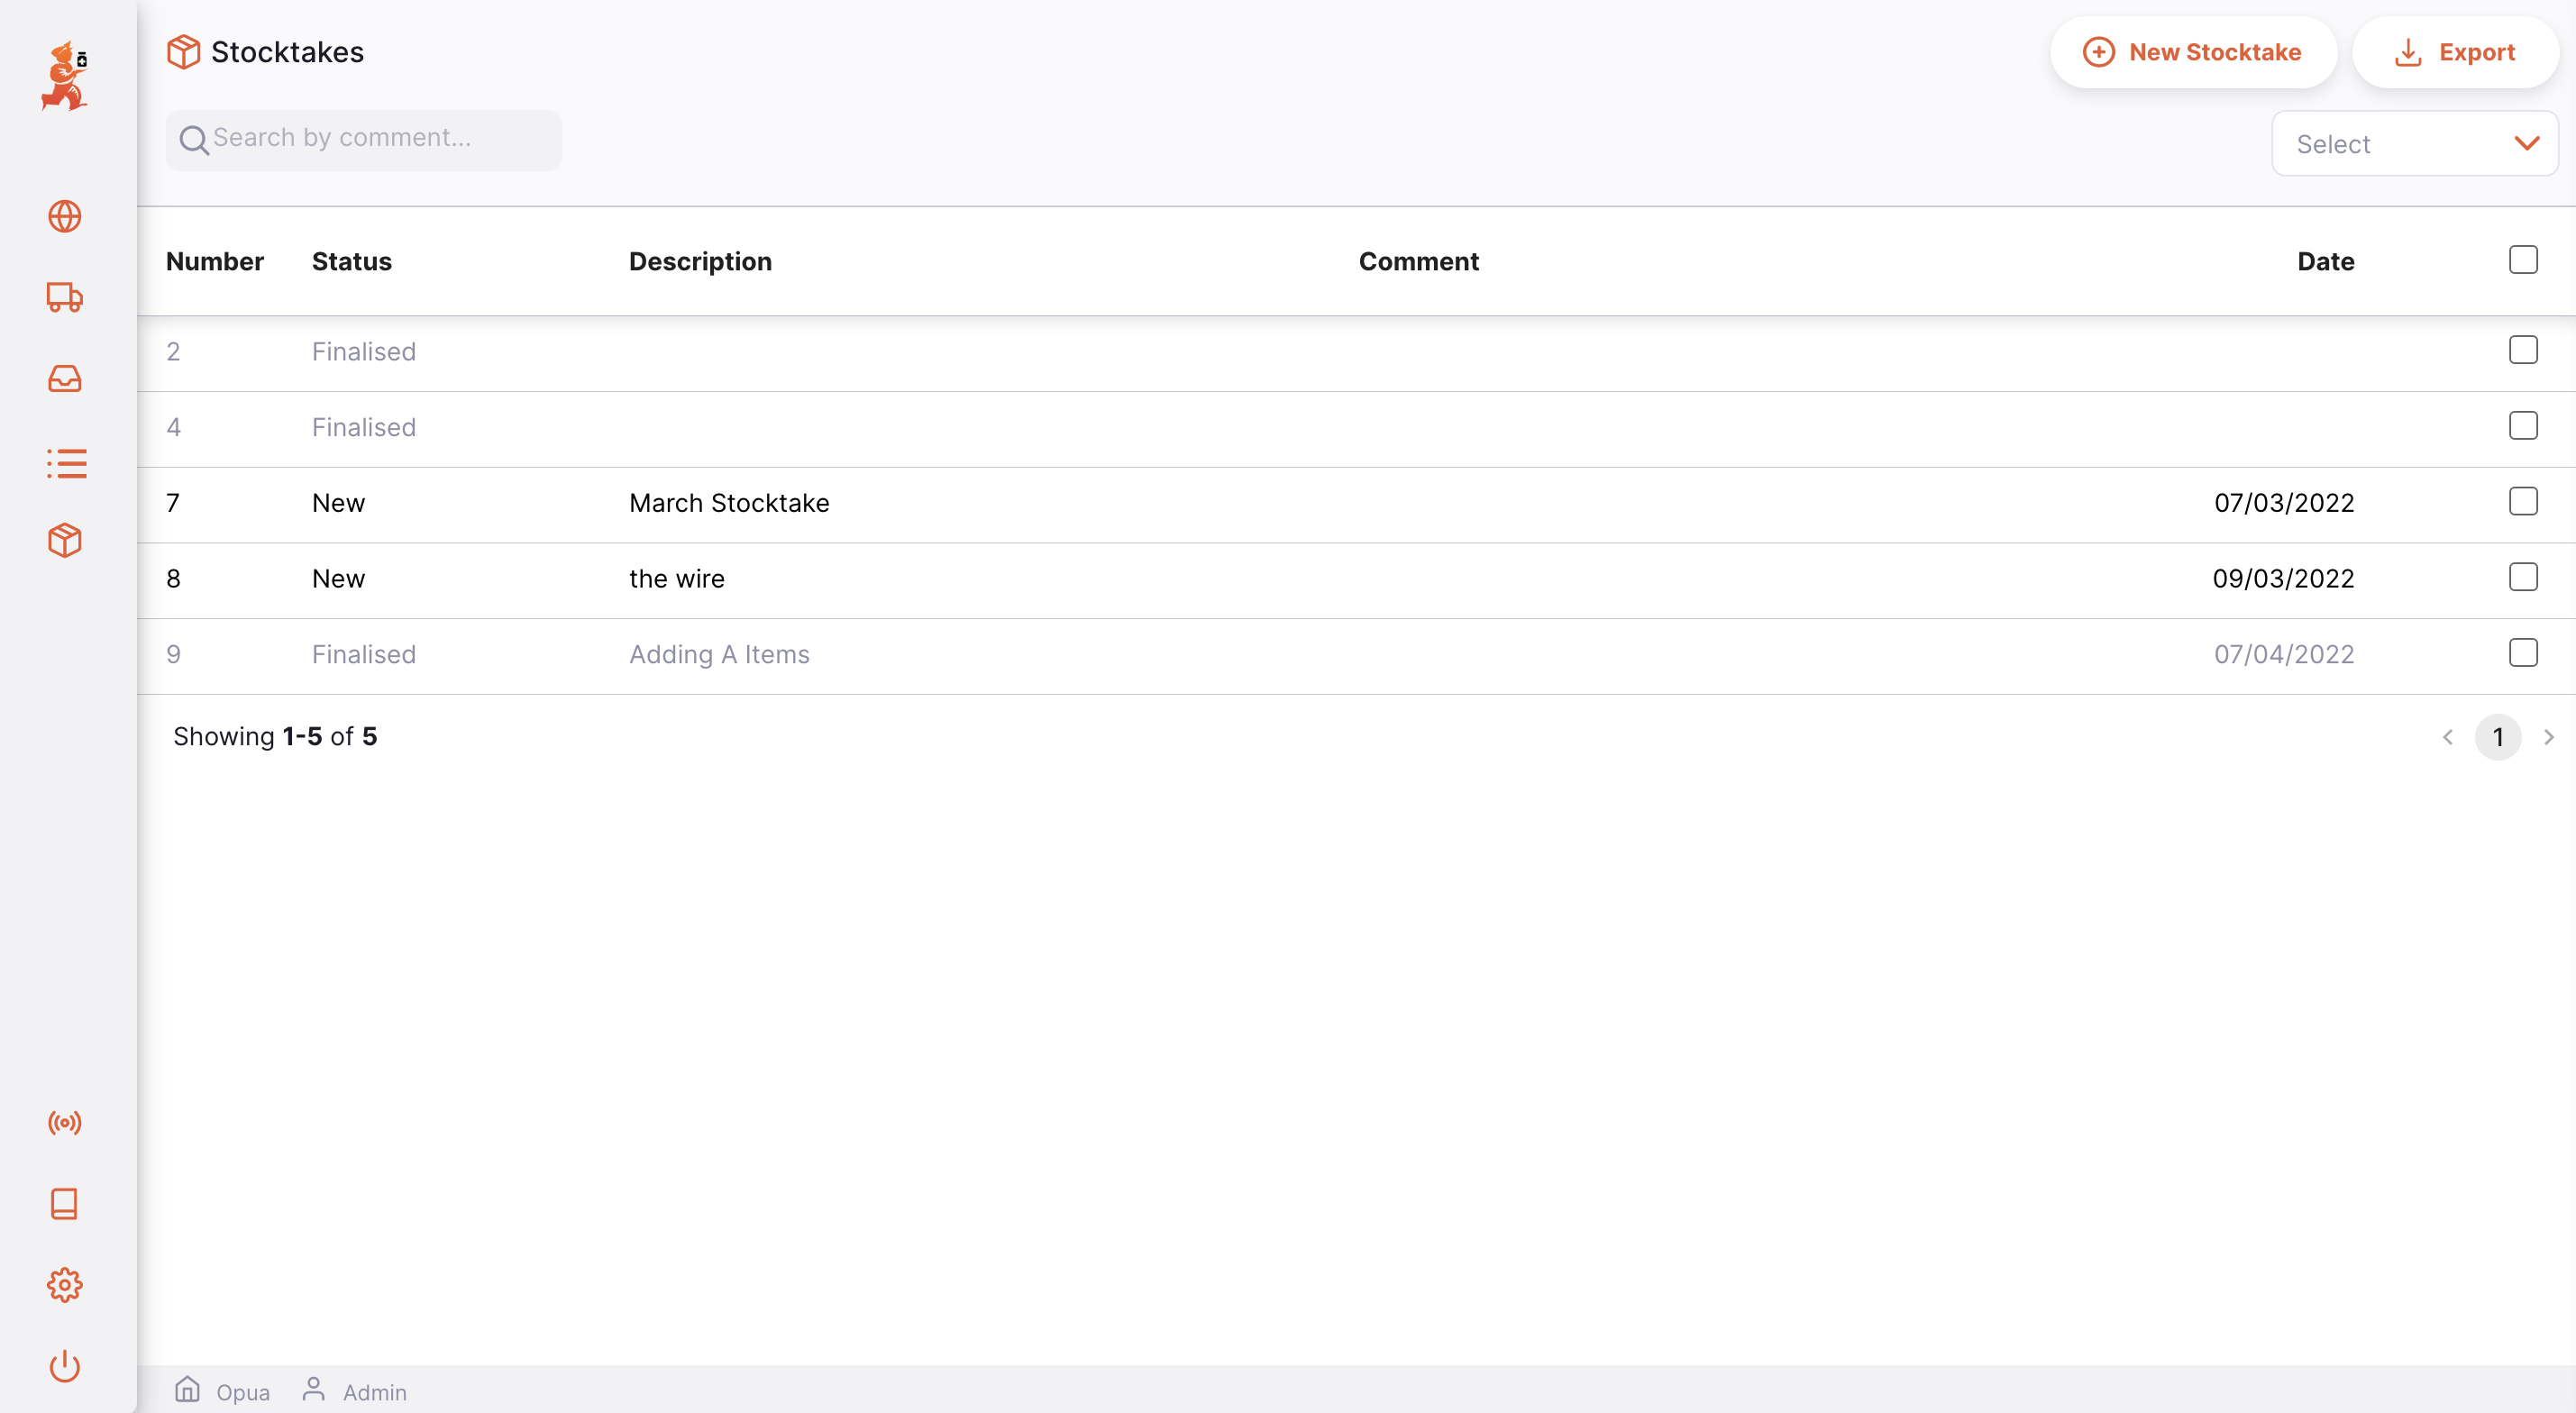 Stocktakes
New Stocktake
Export
Search by comment...
Select
Number Status Description Comment Date
2 Finalised
4 Finalised
7 New March Stocktake 07/03/2022
8 New the wire 09/03/2022
9 Finalised Adding A Items 07/04/2022
Showing 1-5 of 5
1
Opua Admin